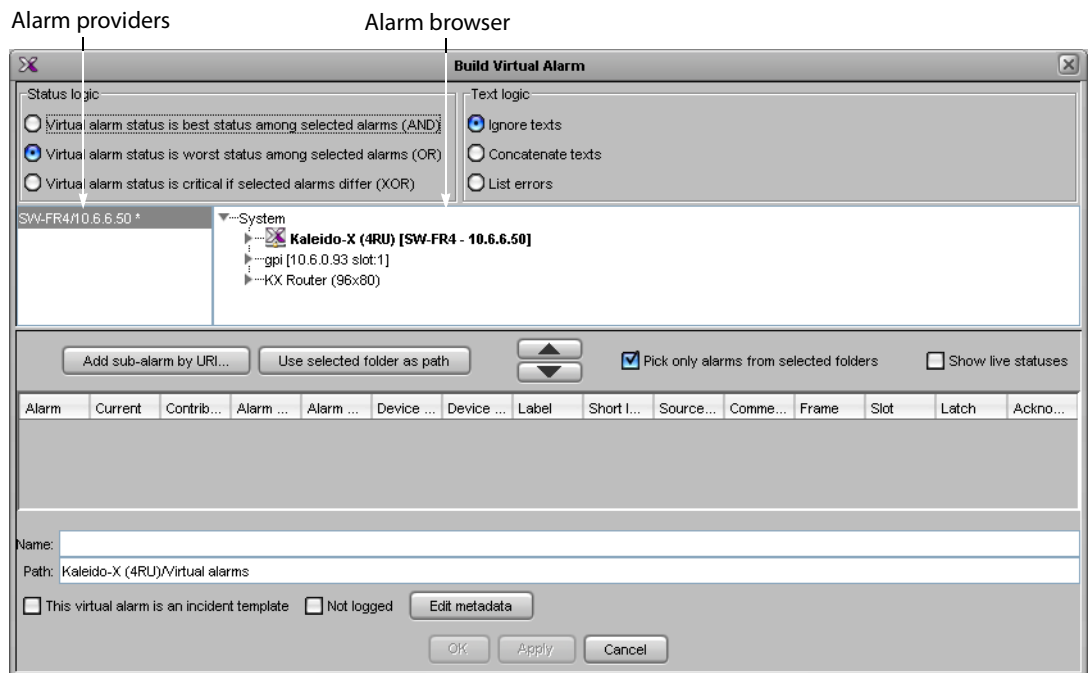 Alarm providers
Alarm browser
Build Virtual Alarm
Status logic
Text logic
Virtual alarm status is best status among selected alarms (AND)
Ignore texts
Virtual alarm status is worst status among selected alarms (OR)
Concatenate texts
Virtual alarm status is critical if selected alarms differ (XOR)
List errors
SW-FR4/10.6.6.50 *
System
Kaleido-X (4RU) [SW-FR4 - 10.6.6.50]
gpi [10.6.0.93 slot:1]
KX Router (96x80)
Add sub-alarm by URI...
Use selected folder as path
Pick only alarms from selected folders
Show live statuses
Alarm Current Contrib... Alarm ... Alarm ... Device ... Device ... Label Short l... Source... Comme... Frame Slot Latch Ackno...
Name:
Path: Kaleido-X (4RU)/Virtual alarms
This virtual alarm is an incident template Not logged Edit metadata
OK Apply Cancel